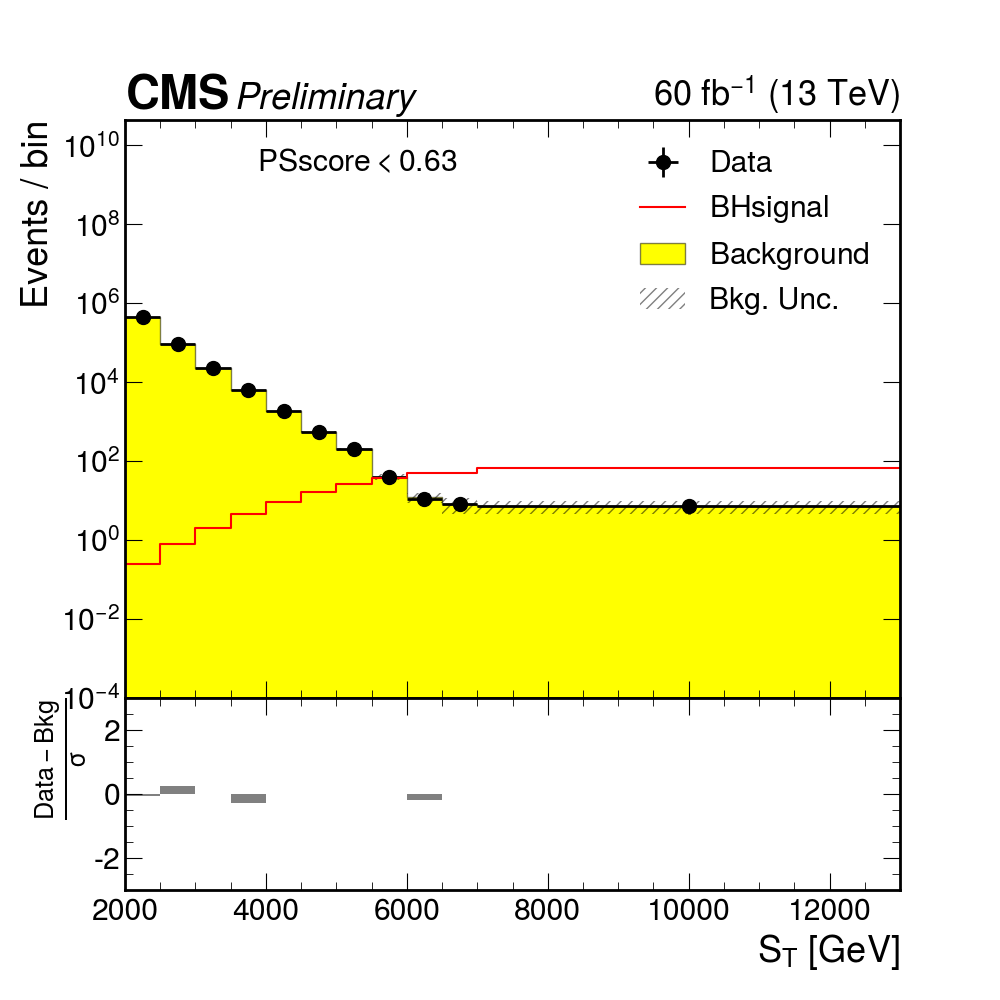 CMS Preliminary 60 fb⁻¹ (13 TeV)
Events / bin
PSscore < 0.63
Data
BHsignal
Background
Bkg. Unc.
10¹⁰
10⁸
10⁶
10⁴
10²
10⁰
10⁻²
10⁻⁴
Data − Bkg
σ
2
0
-2
2000 4000 6000 8000 10000 12000
S_T [GeV]